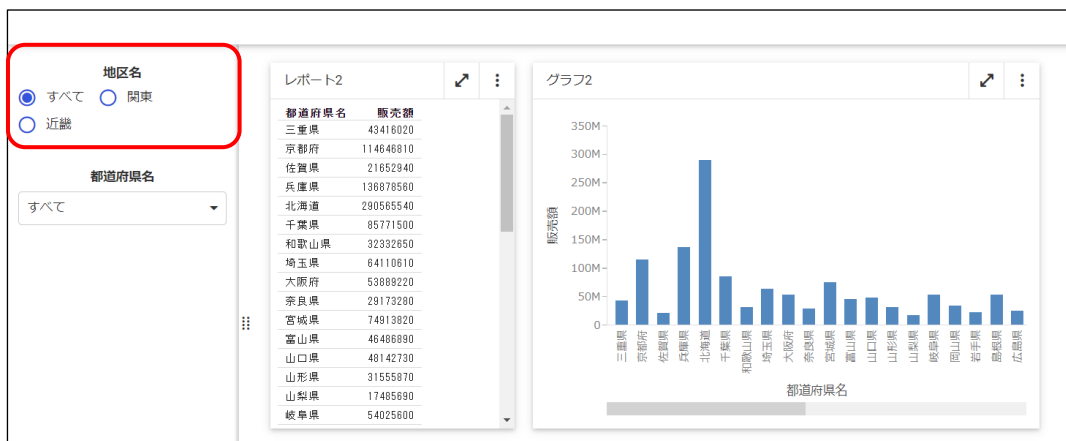 地区名
すべて 関東
近畿
都道府県名
すべて
レポート2
都道府県名 販売額
三重県 43416020
京都府 114646810
佐賀県 21652940
兵庫県 136878560
北海道 290565540
千葉県 85771500
和歌山県 32332650
埼玉県 64110610
大阪府 53889220
奈良県 29173280
宮城県 74913820
富山県 46486890
山口県 48142730
山形県 31555870
山梨県 17485690
岐阜県 54025600
グラフ2
350M
300M
250M
200M
150M
100M
50M
0
販売額
三重県
京都府
佐賀県
兵庫県
北海道
千葉県
和歌山県
埼玉県
大阪府
奈良県
宮城県
富山県
山口県
山形県
山梨県
岐阜県
岡山県
岩手県
島根県
広島県
都道府県名